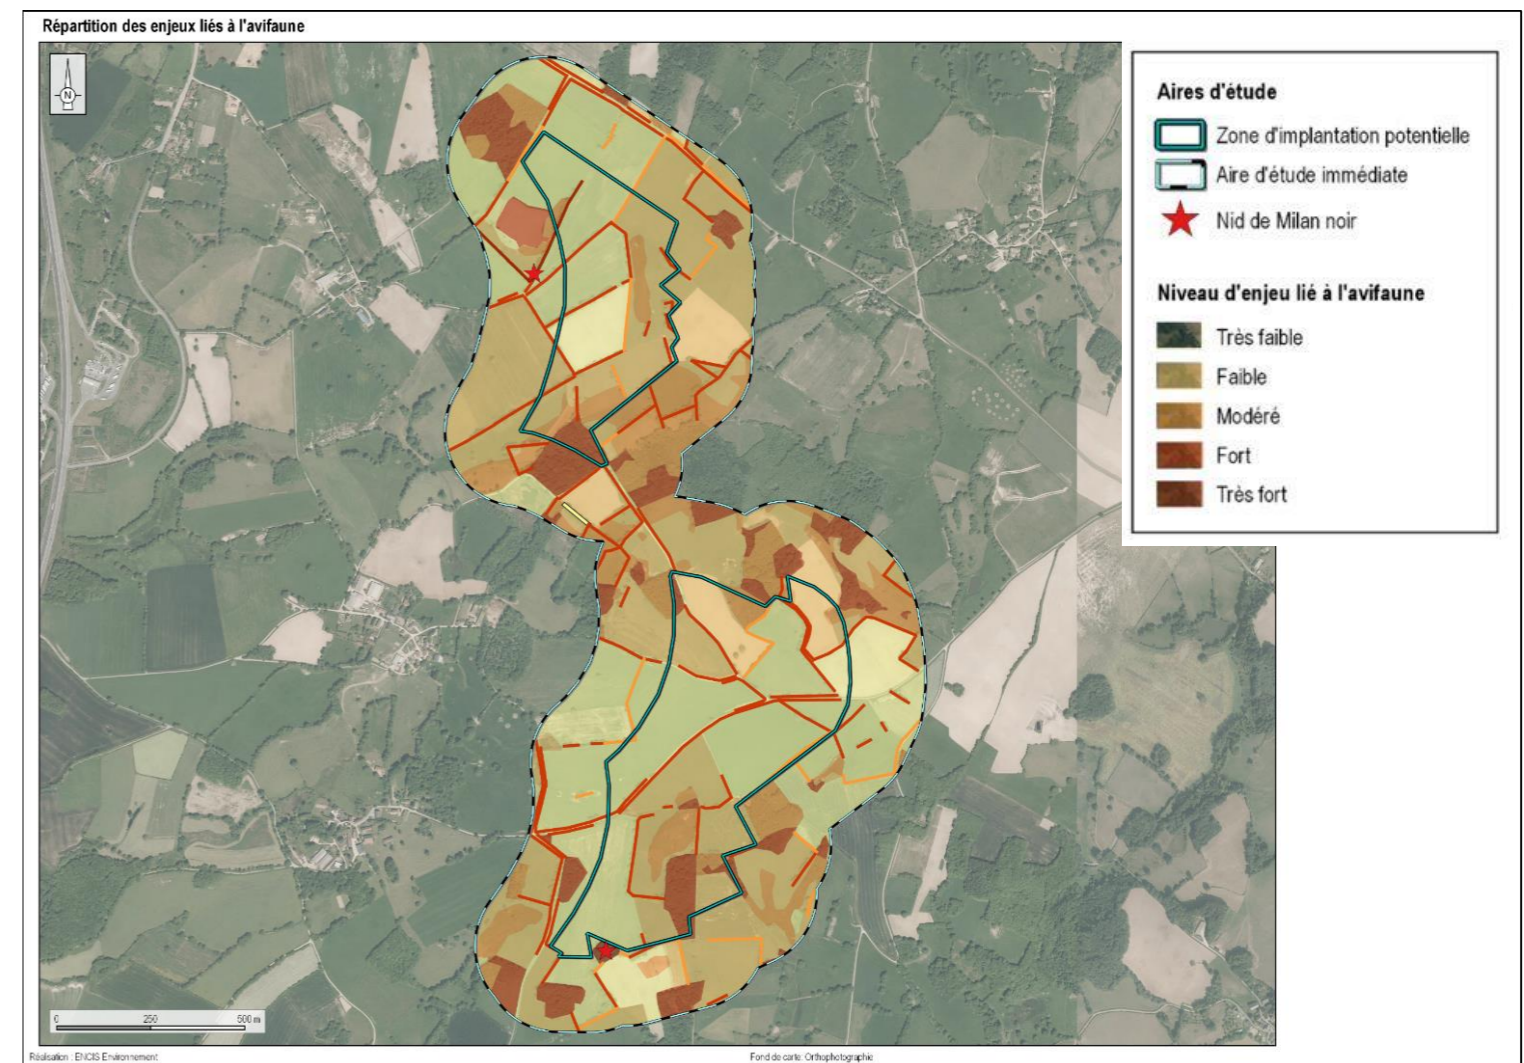 Répartition des enjeux liés à l'avifaune
N
Aires d'étude
Zone d'implantation potentielle
Aire d'étude immédiate
Nid de Milan noir
Niveau d'enjeu lié à l'avifaune
Très faible
Faible
Modéré
Fort
Très fort
0 250 500 m
Réalisation : ENCIS Environnement
Fond de carte: Orthophotographie